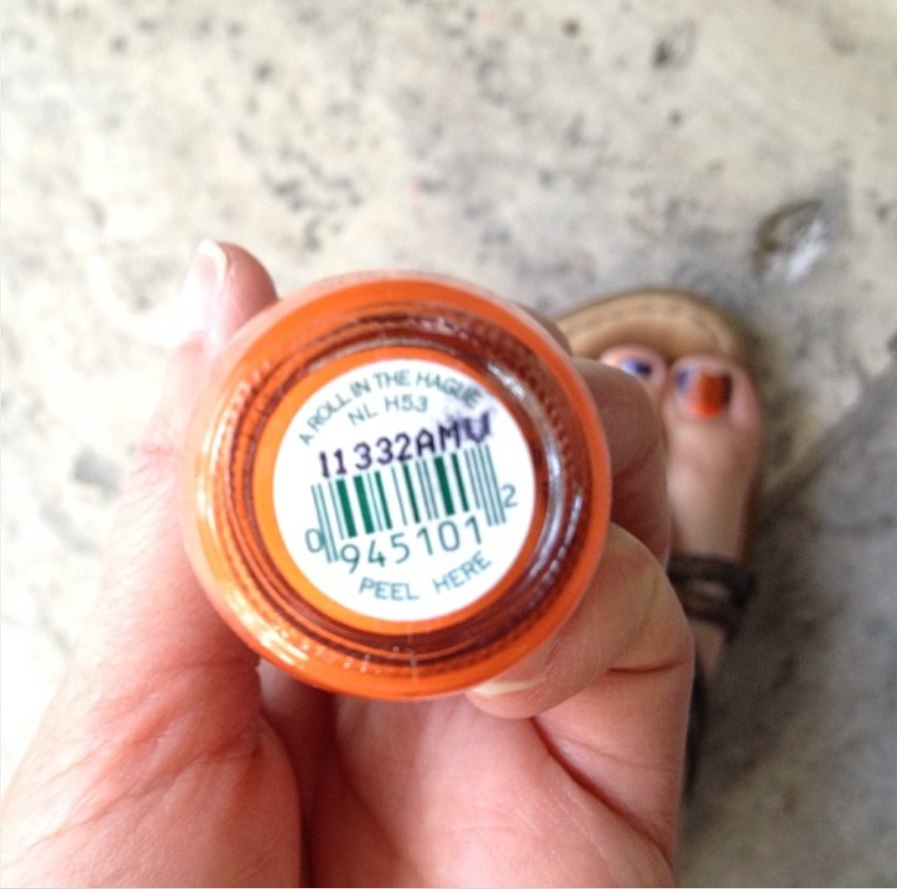 A ROLL IN THE HAGUE
NL H53
11332AMU
0 945101 2
PEEL HERE